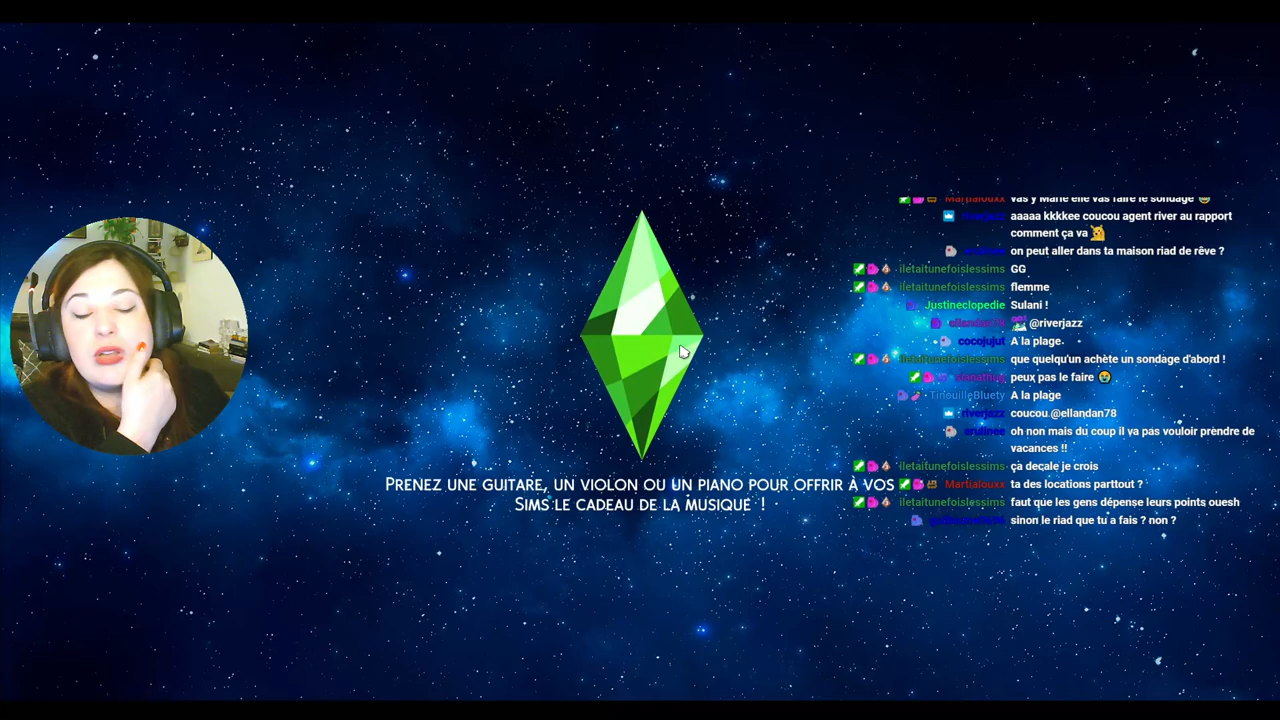 Martialouxx vas y Marie elle vas faire le sondage
riverjazz aaaaa kkkkee coucou agent river au rapport
comment ça va
on peut aller dans ta maison riad de rêve ?
iletaitunefoislessims GG
iletaitunefoislessims flemme
Justineclopedie Sulani !
ellandan78 @riverjazz
cocojujut A la plage
iletaitunefoislessims que quelqu'un achète un sondage d'abord !
peux pas le faire
TinouilleBluety A la plage
riverjazz coucou @ellandan78
oh non mais du coup il va pas vouloir prendre de
vacances !!
iletaitunefoislessims ça decale je crois
PRENEZ UNE GUITARE, UN VIOLON OU UN PIANO POUR OFFRIR À VOS
SIMS LE CADEAU DE LA MUSIQUE !
Martialouxx ta des locations parttout ?
iletaitunefoislessims faut que les gens dépense leurs points ouesh
sinon le riad que tu a fais ? non ?